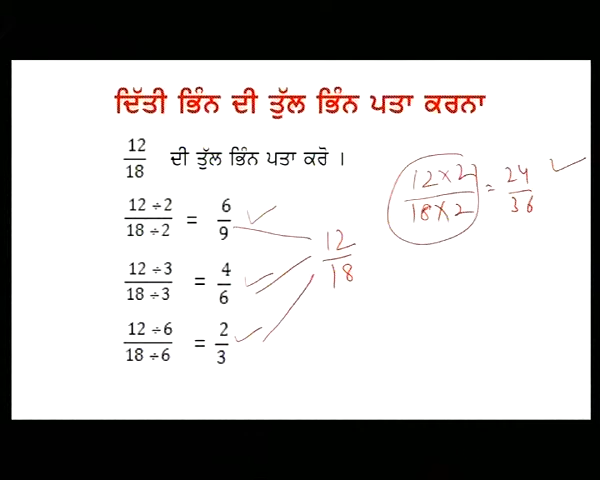 ਦਿੱਤੀ ਭਿੰਨ ਦੀ ਤੁੱਲ ਭਿੰਨ ਪਤਾ ਕਰਨਾ
12/18 ਦੀ ਤੁੱਲ ਭਿੰਨ ਪਤਾ ਕਰੋ ।
12×2/18×2 = 24/36
12÷2/18÷2 = 6/9
12/18
12÷3/18÷3 = 4/6
12÷6/18÷6 = 2/3